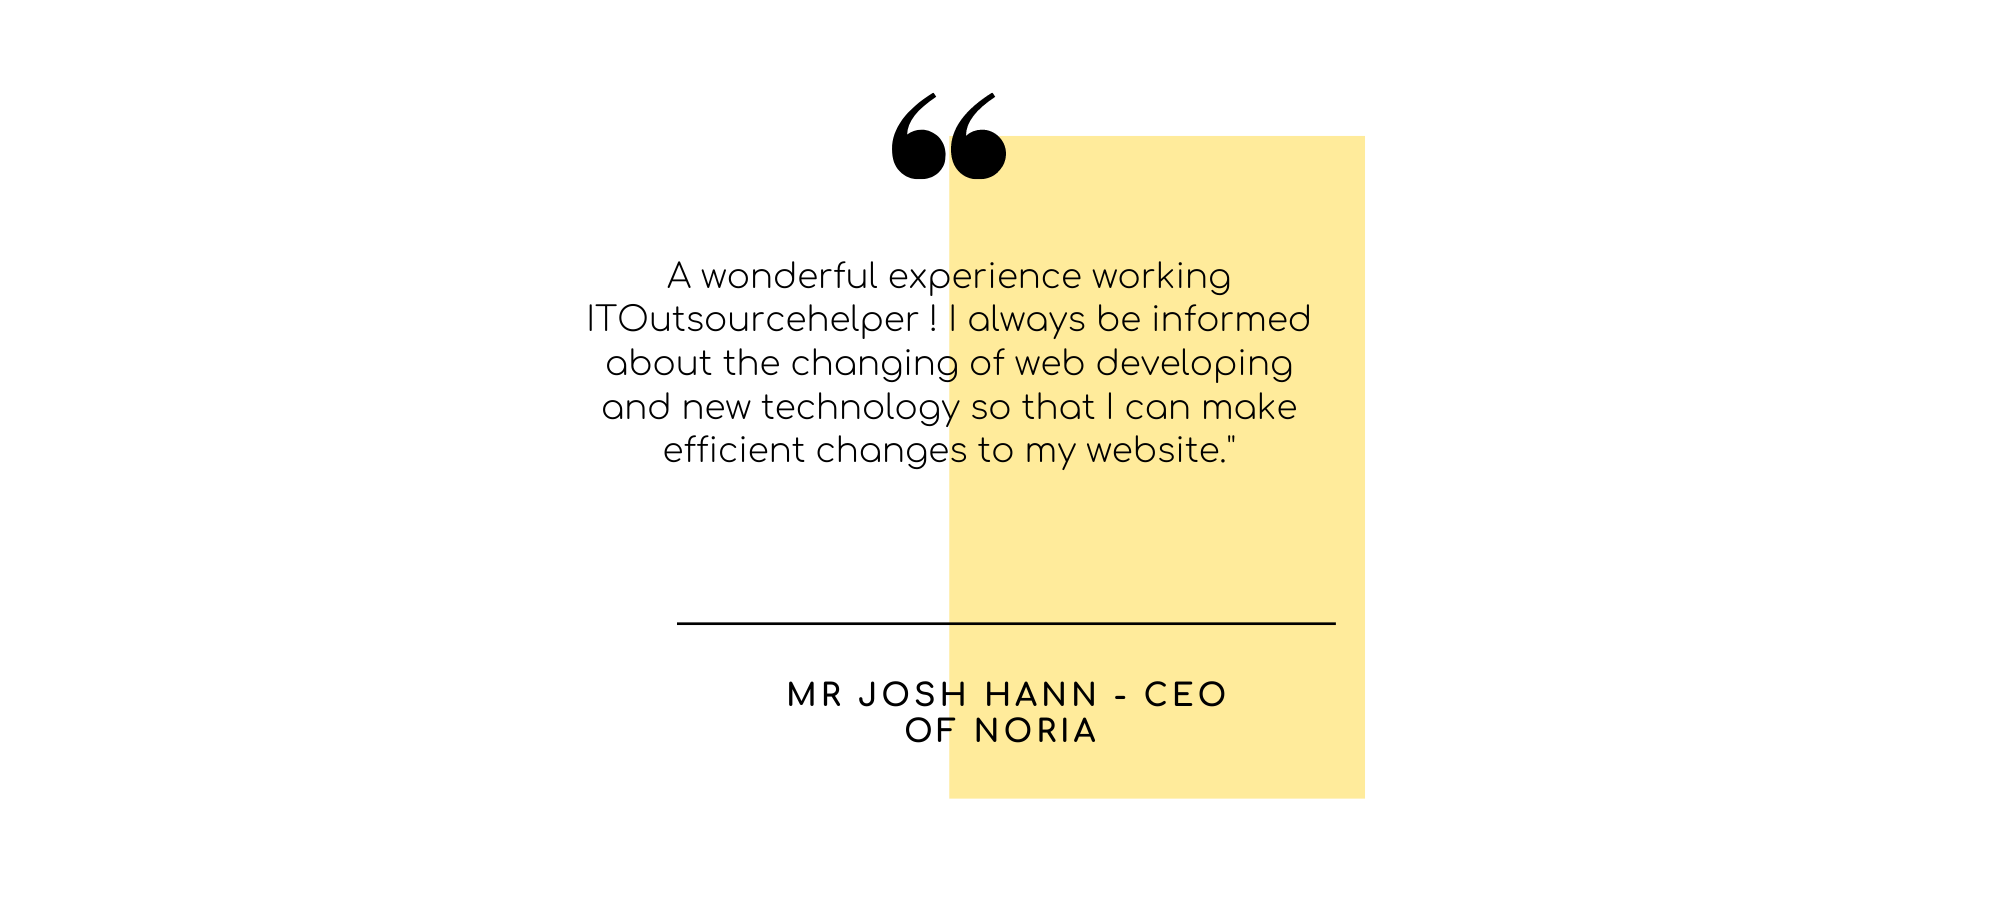 “
A wonderful experience working
ITOutsourcehelper ! I always be informed
about the changing of web developing
and new technology so that I can make
efficient changes to my website."
MR JOSH HANN - CEO
OF NORIA